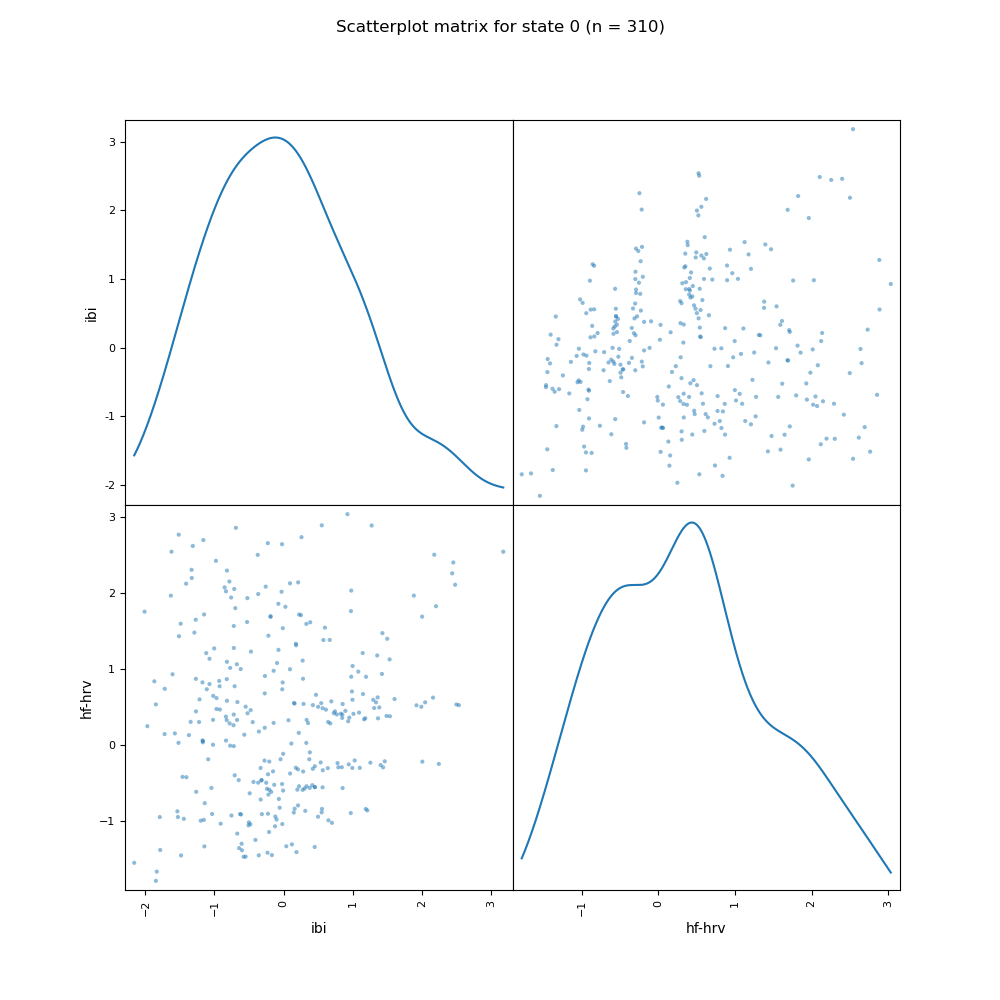 Scatterplot matrix for state 0 (n = 310)
3
2
1
0
-1
-2
ibi
3
2
1
0
−1
hf-hrv
−2 −1 0 1 2 3
−1 0 1 2 3
ibi
hf-hrv